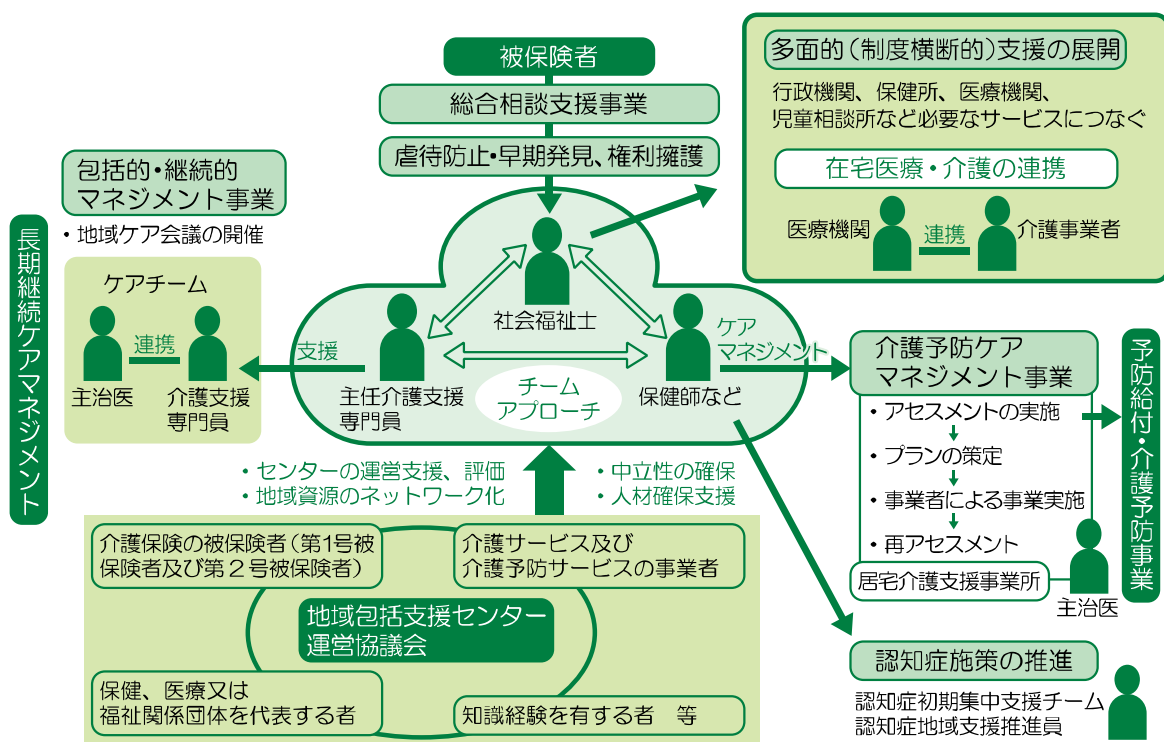 被保険者
総合相談支援事業
虐待防止・早期発見、権利擁護
多面的（制度横断的）支援の展開
行政機関、保健所、医療機関、
児童相談所など必要なサービスにつなぐ
在宅医療・介護の連携
医療機関
連携
介護事業者
包括的・継続的
マネジメント事業
・地域ケア会議の開催
長期継続ケアマネジメント
ケアチーム
連携
主治医
介護支援
専門員
支援
社会福祉士
主任介護支援
専門員
チーム
アプローチ
保健師など
ケア
マネジメント
介護予防ケア
マネジメント事業
・アセスメントの実施
・プランの策定
・事業者による事業実施
・再アセスメント
居宅介護支援事業所
主治医
予防給付・介護予防事業
・センターの運営支援、評価
・地域資源のネットワーク化
・中立性の確保
・人材確保支援
介護保険の被保険者（第1号被
保険者及び第２号被保険者）
介護サービス及び
介護予防サービスの事業者
地域包括支援センター
運営協議会
保健、医療又は
福祉関係団体を代表する者
知識経験を有する者　等
認知症施策の推進
認知症初期集中支援チーム
認知症地域支援推進員